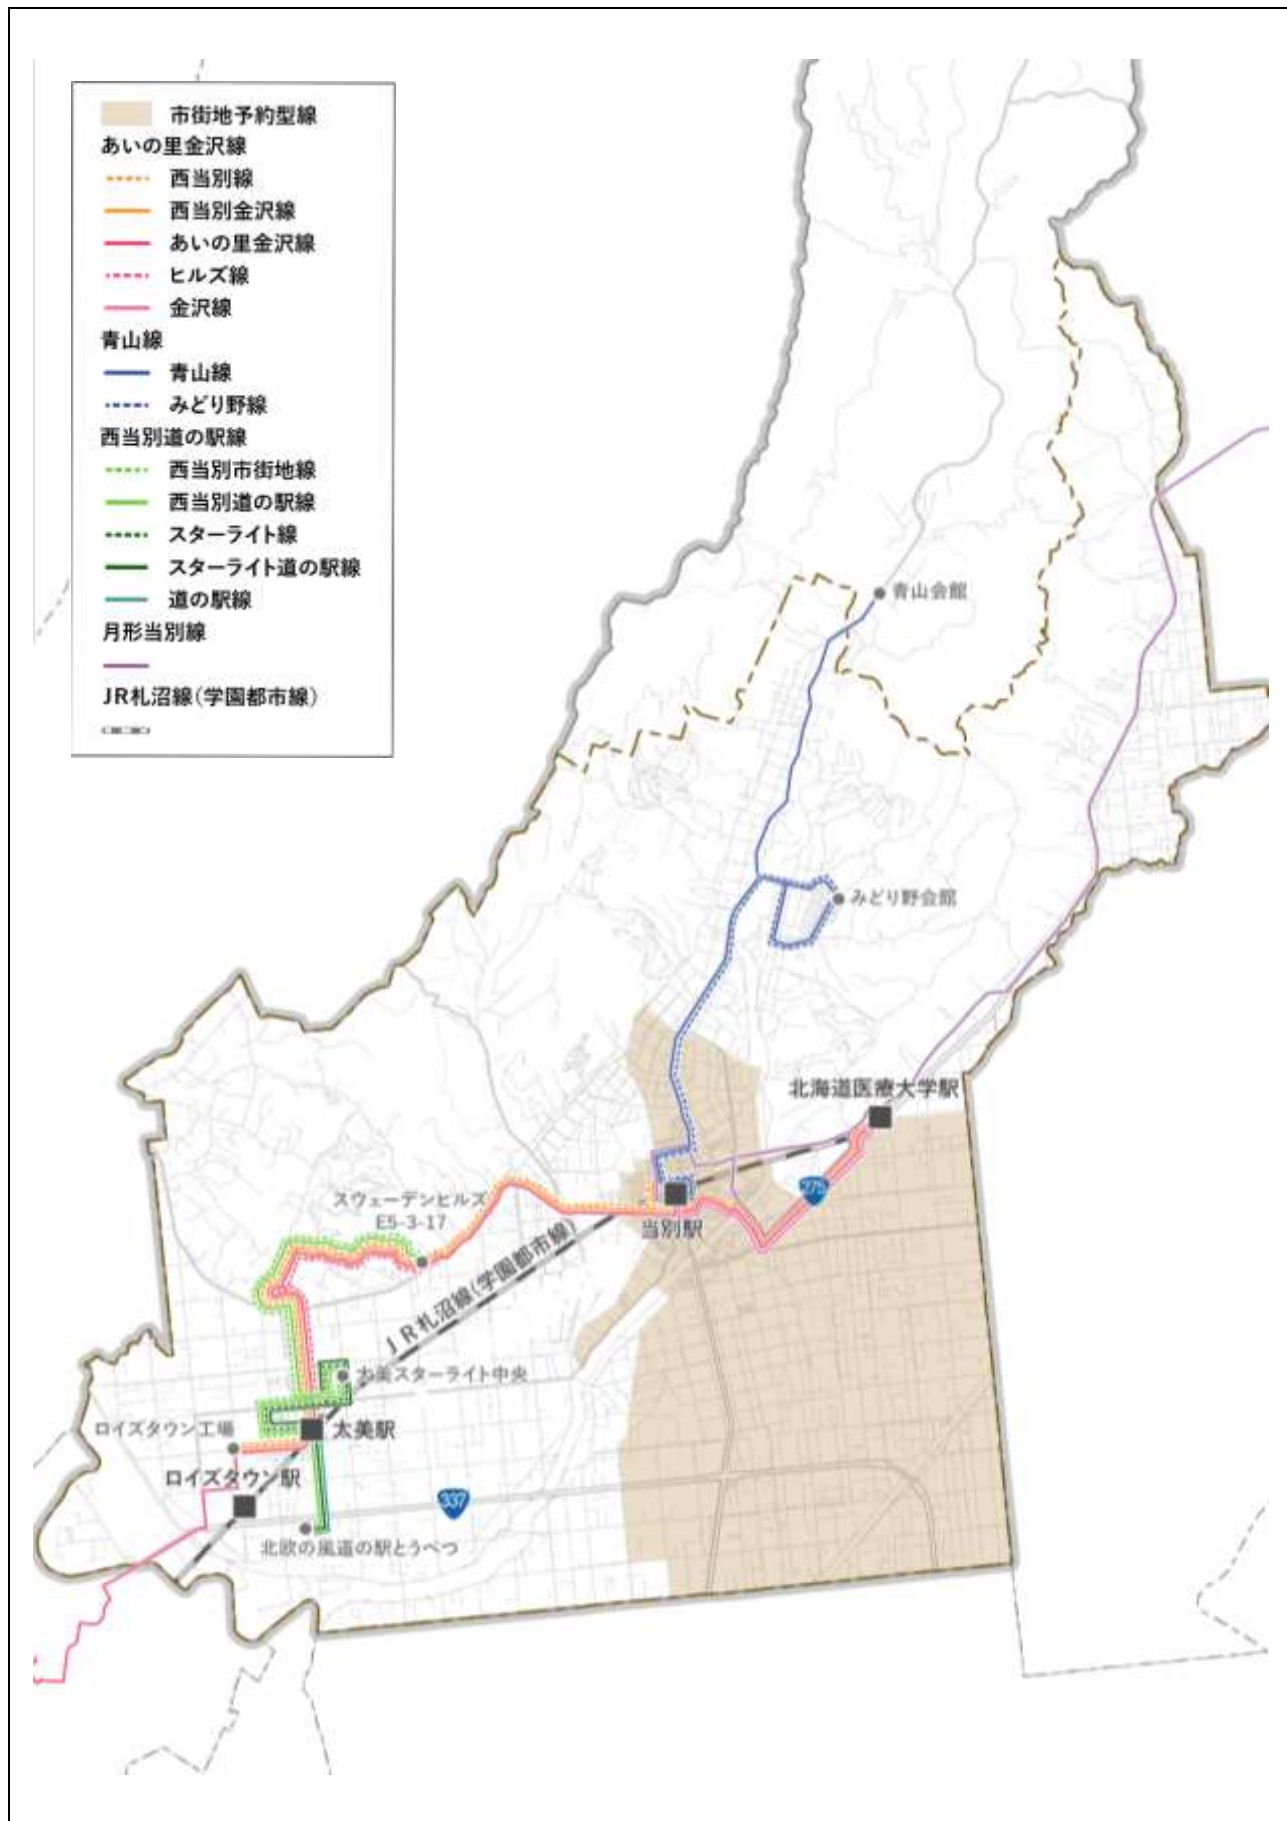 市街地予約型線
あいの里金沢線
西当別線
西当別金沢線
あいの里金沢線
ヒルズ線
金沢線
青山線
青山線
みどり野線
西当別道の駅線
西当別市街地線
西当別道の駅線
スターライト線
スターライト道の駅線
道の駅線
月形当別線
JR札沼線(学園都市線)
青山会館
みどり野会館
北海道医療大学駅
275
スウェーデンヒルズ
E5-3-17
当別駅
JR札沼線(学園都市線)
太美スターライト中央
ロイズタウン工場
太美駅
ロイズタウン駅
337
北欧の風道の駅とうべつ